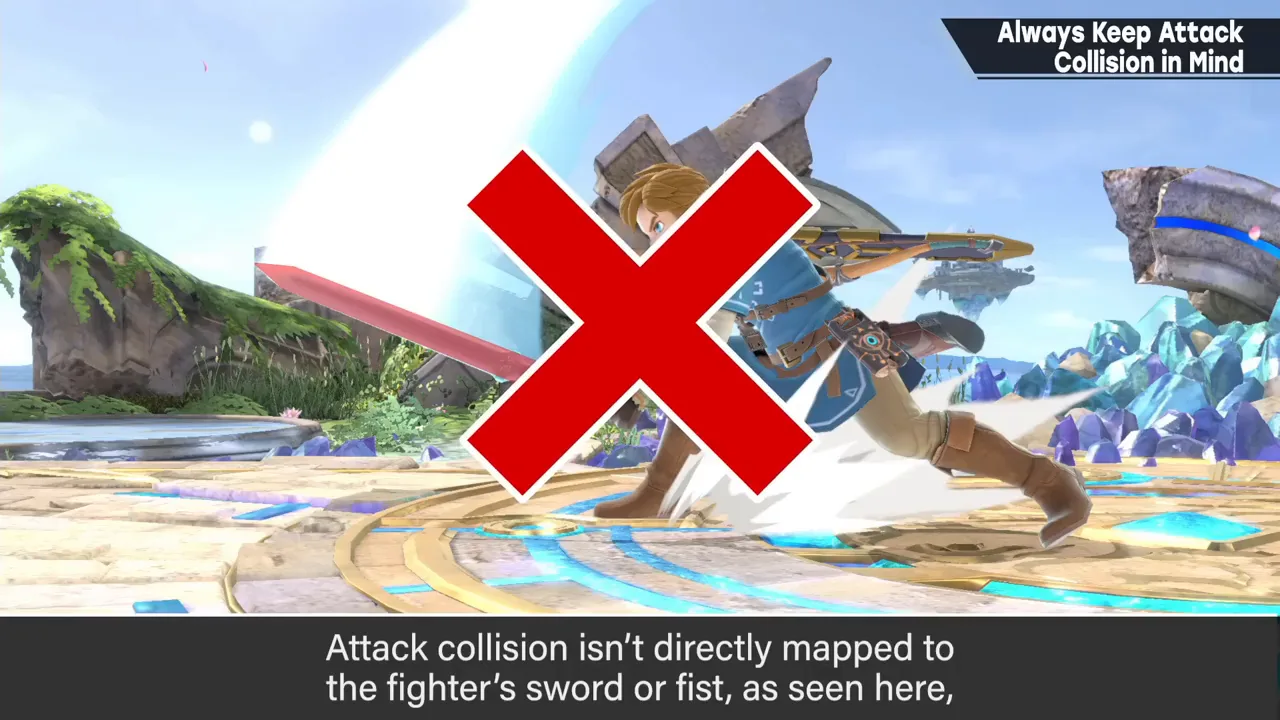 Always Keep Attack
Collision in Mind
Attack collision isn’t directly mapped to
the fighter’s sword or fist, as seen here,